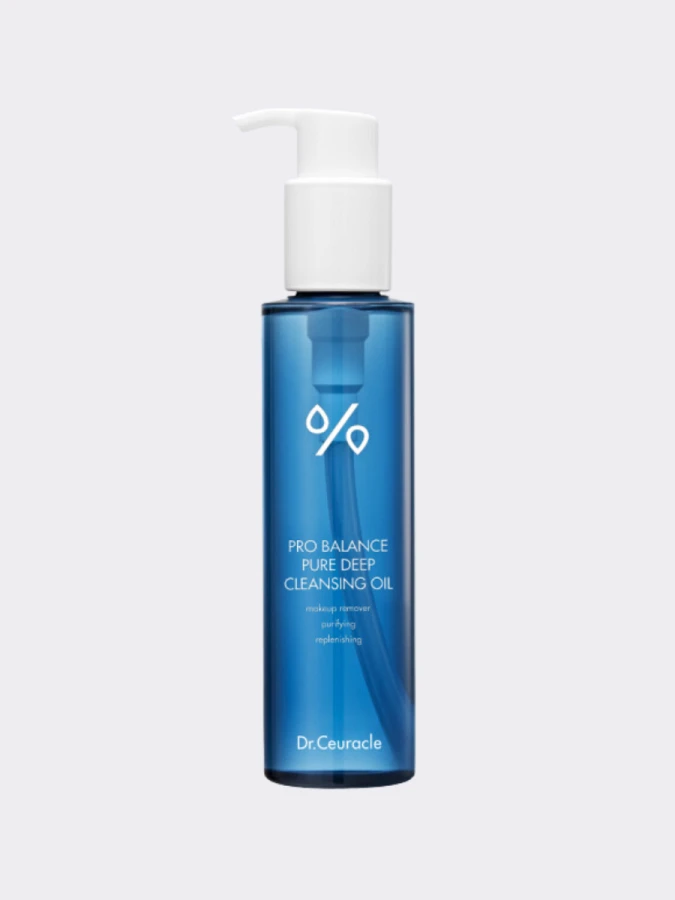 PRO BALANCE
PURE DEEP
CLEANSING OIL
makeup remover
purifying
replenishing
Dr.Ceuracle